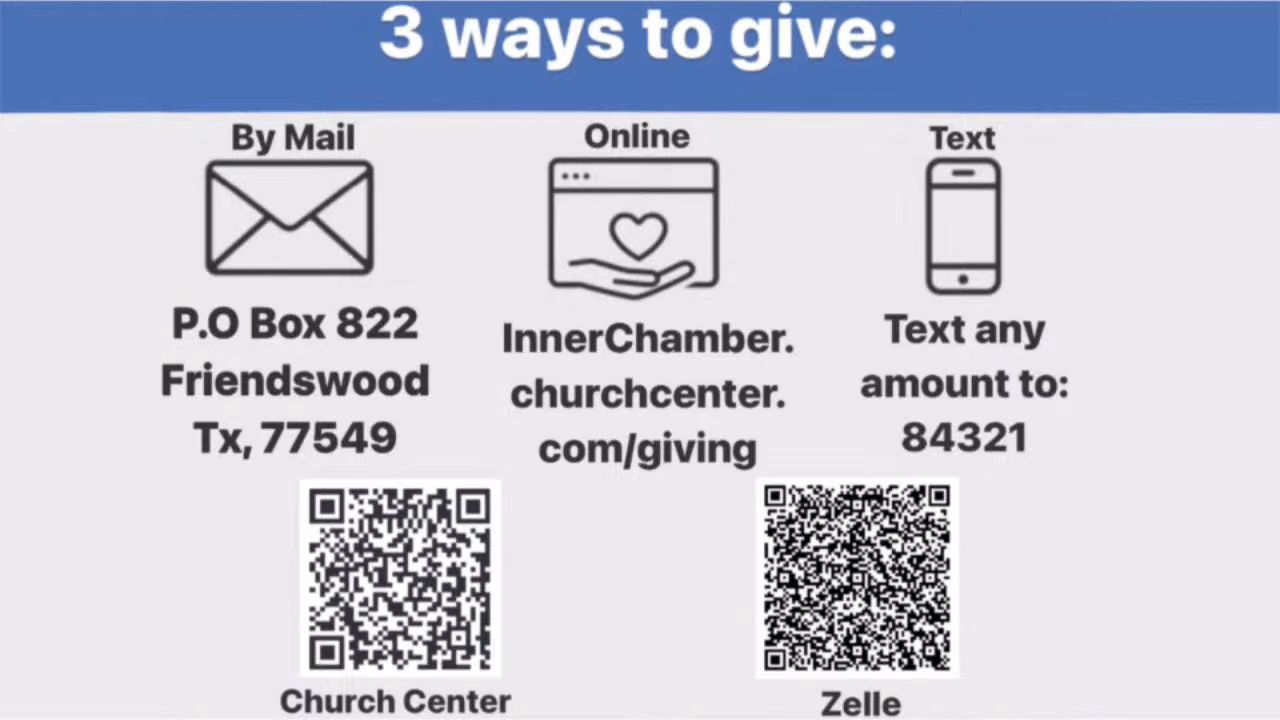 3 ways to give:
By Mail
P.O Box 822
Friendswood
Tx, 77549
Online
InnerChamber.
churchcenter.
com/giving
Text
Text any
amount to:
84321
Church Center
Zelle